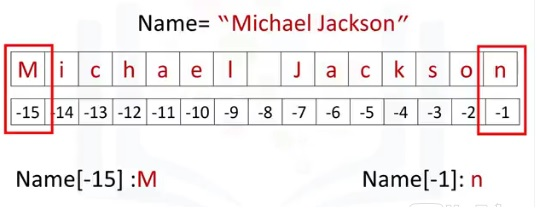 Name= “Michael Jackson”
M i c h a e l J a c k s o n
-15 -14 -13 -12 -11 -10 -9 -8 -7 -6 -5 -4 -3 -2 -1
Name[-15] :M Name[-1]: n